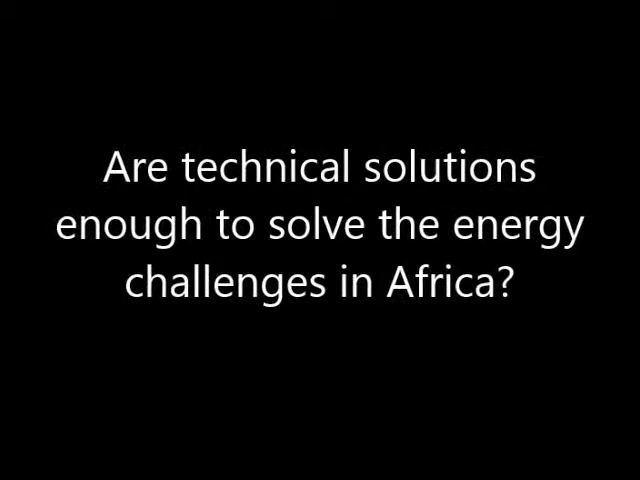 Are technical solutions
enough to solve the energy
challenges in Africa?